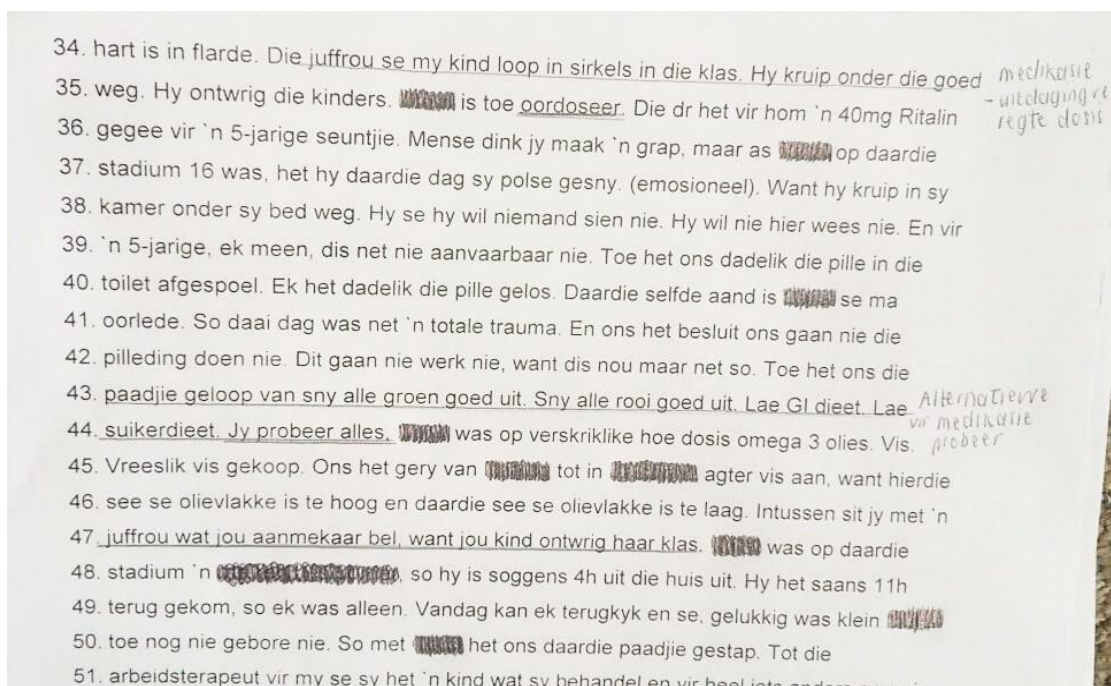 34. hart is in flarde. Die juffrou se my kind loop in sirkels in die klas. Hy kruip onder die goed
medikasie
35. weg. Hy ontwrig die kinders. is toe oordoseer. Die dr het vir hom `n 40mg Ritalin
- uitdaging
regte dosis
36. gegee vir `n 5-jarige seuntjie. Mense dink jy maak `n grap, maar as op daardie
37. stadium 16 was, het hy daardie dag sy polse gesny. (emosioneel). Want hy kruip in sy
38. kamer onder sy bed weg. Hy se hy wil niemand sien nie. Hy wil nie hier wees nie. En vir
39. `n 5-jarige, ek meen, dis net nie aanvaarbaar nie. Toe het ons dadelik die pille in die
40. toilet afgespoel. Ek het dadelik die pille gelos. Daardie selfde aand is se ma
41. oorlede. So daai dag was net `n totale trauma. En ons het besluit ons gaan nie die
42. pilleding doen nie. Dit gaan nie werk nie, want dis nou maar net so. Toe het ons die
43. paadjie geloop van sny alle groen goed uit. Sny alle rooi goed uit. Lae GI dieet. Lae
Alternatiewe
vir medikasie
probeer
44. suikerdieet. Jy probeer alles. was op verskriklike hoe dosis omega 3 olies. Vis.
45. Vreeslik vis gekoop. Ons het gery van tot in agter vis aan, want hierdie
46. see se olievlakke is te hoog en daardie see se olievlakke is te laag. Intussen sit jy met `n
47. juffrou wat jou aanmekaar bel, want jou kind ontwrig haar klas. was op daardie
48. stadium `n , so hy is soggens 4h uit die huis uit. Hy het saans 11h
49. terug gekom, so ek was alleen. Vandag kan ek terugkyk en se, gelukkig was klein
50. toe nog nie gebore nie. So met het ons daardie paadjie gestap. Tot die
51. arbeidsterapeut vir my se sy het `n kind wat sy behandel en vir heel iets